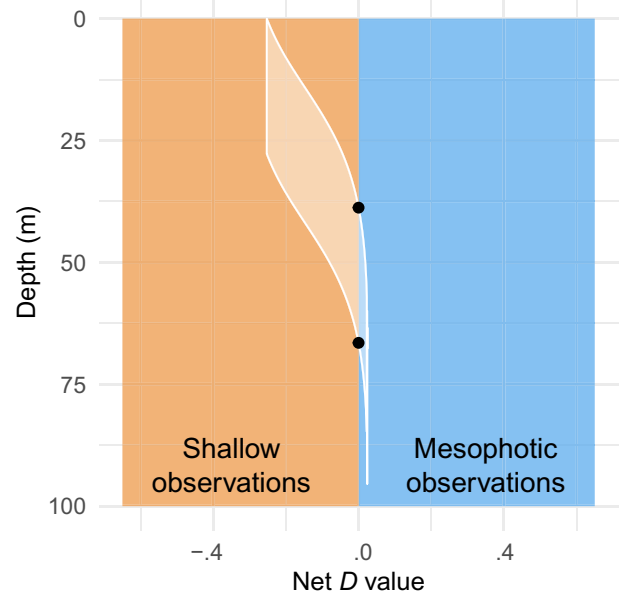 0
25
50
75
100
Depth (m)
Shallow
observations
Mesophotic
observations
−.4
.0
.4
Net D value